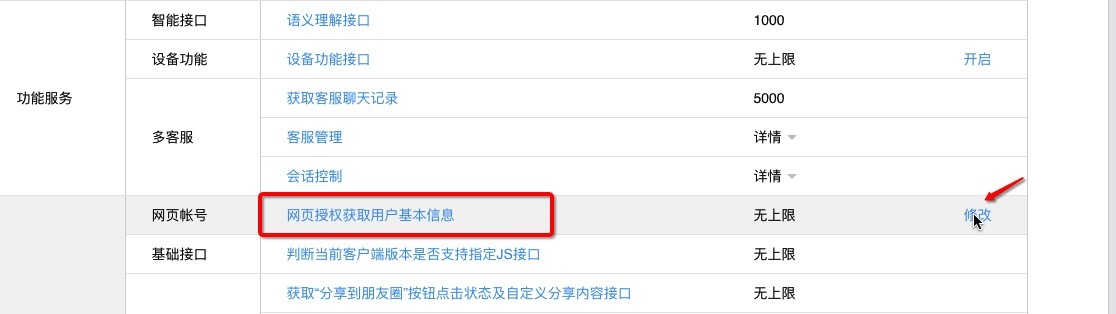 智能接口 语义理解接口 1000
设备功能 设备功能接口 无上限 开启
功能服务 获取客服聊天记录 5000
多客服 客服管理 详情
会话控制 详情
网页帐号 网页授权获取用户基本信息 无上限 修改
基础接口 判断当前客户端版本是否支持指定JS接口 无上限
获取“分享到朋友圈”按钮点击状态及自定义分享内容接口 无上限